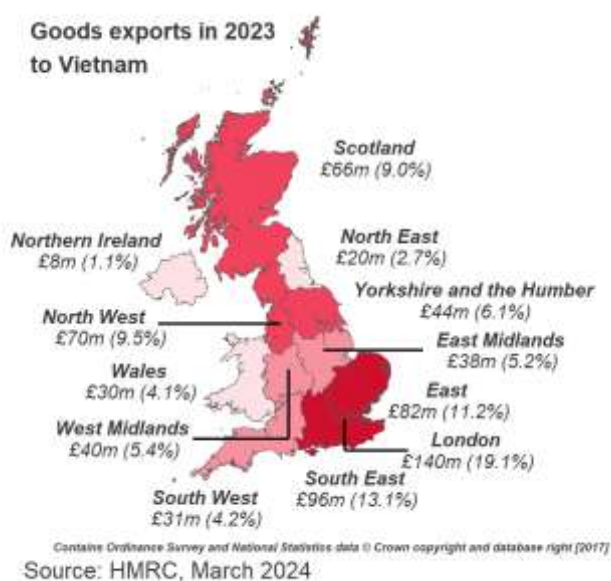 Goods exports in 2023
to Vietnam
Scotland
£66m (9.0%)
Northern Ireland
£8m (1.1%)
North East
£20m (2.7%)
Yorkshire and the Humber
£44m (6.1%)
North West
£70m (9.5%)
East Midlands
£38m (5.2%)
Wales
£30m (4.1%)
East
£82m (11.2%)
West Midlands
£40m (5.4%)
London
£140m (19.1%)
South East
£96m (13.1%)
South West
£31m (4.2%)
Contains Ordinance Survey and National Statistics data © Crown copyright and database right [2017]
Source: HMRC, March 2024